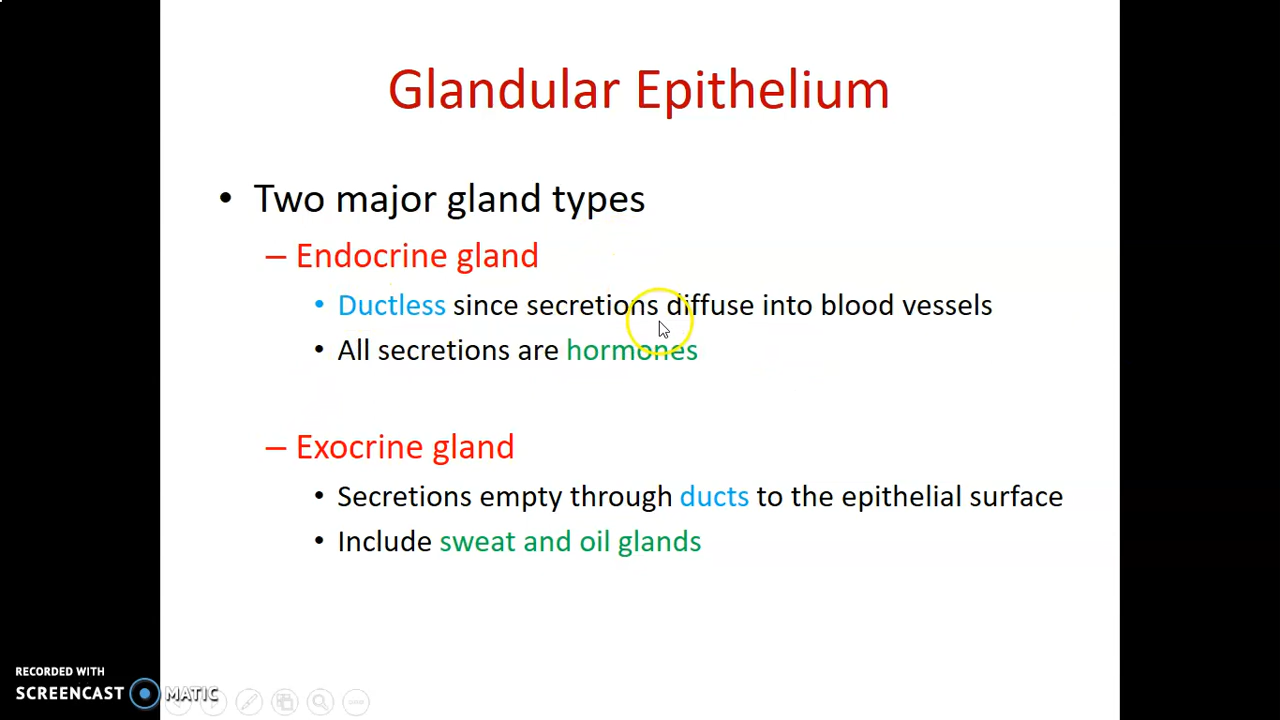 Glandular Epithelium
• Two major gland types
– Endocrine gland
• Ductless since secretions diffuse into blood vessels
• All secretions are hormones
– Exocrine gland
• Secretions empty through ducts to the epithelial surface
• Include sweat and oil glands
RECORDED WITH
SCREENCAST MATIC